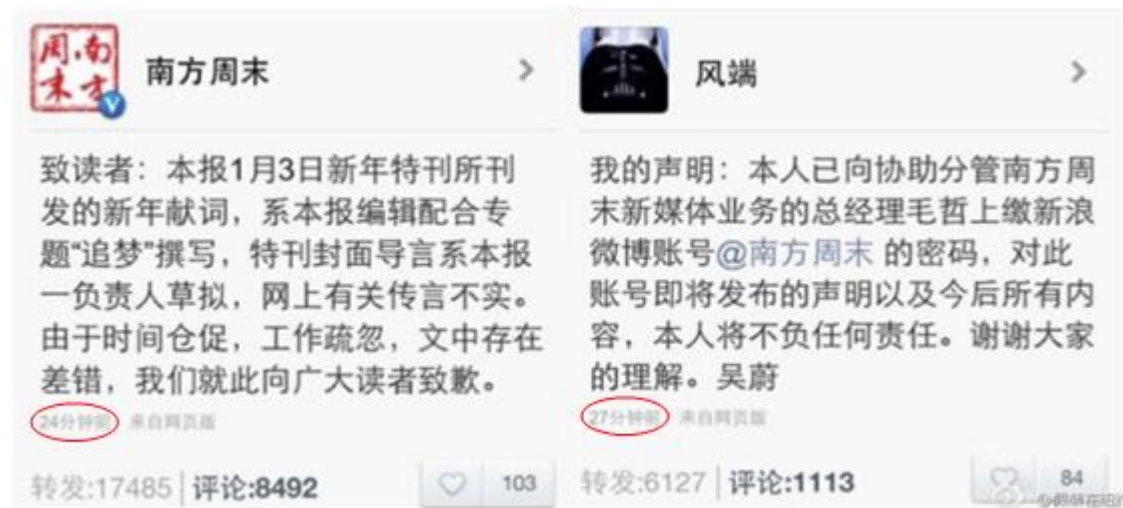 南方周末
致读者：本报1月3日新年特刊所刊
发的新年献词，系本报编辑配合专
题“追梦”撰写，特刊封面导言系本报
一负责人草拟，网上有关传言不实。
由于时间仓促，工作疏忽，文中存在
差错，我们就此向广大读者致歉。
24分钟前 来自网页版
转发:17485 评论:8492 103
风端
我的声明：本人已向协助分管南方周
末新媒体业务的总经理毛哲上缴新浪
微博账号@南方周末 的密码，对此
账号即将发布的声明以及今后所有内
容，本人将不负任何责任。谢谢大家
的理解。吴蔚
27分钟前 来自网页版
转发:6127 评论:1113 84